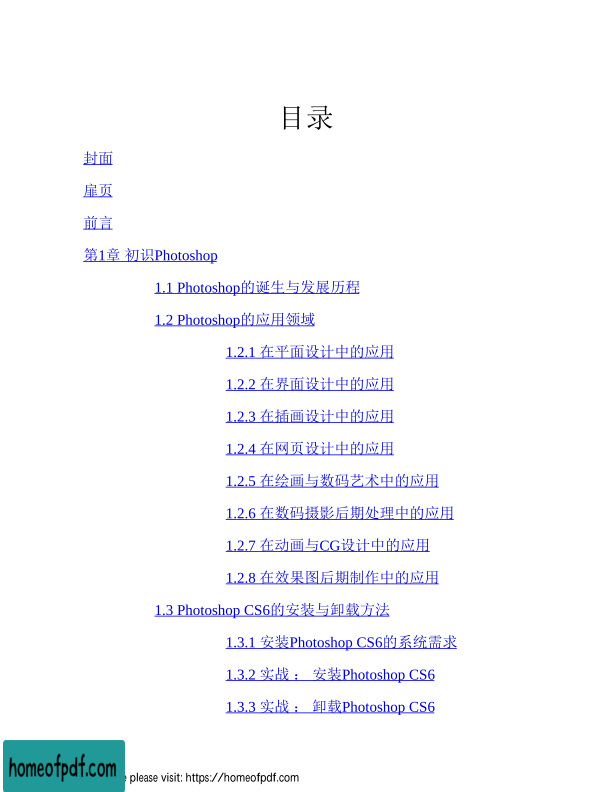 目录
封面
扉页
前言
第1章 初识Photoshop
1.1 Photoshop的诞生与发展历程
1.2 Photoshop的应用领域
1.2.1 在平面设计中的应用
1.2.2 在界面设计中的应用
1.2.3 在插画设计中的应用
1.2.4 在网页设计中的应用
1.2.5 在绘画与数码艺术中的应用
1.2.6 在数码摄影后期处理中的应用
1.2.7 在动画与CG设计中的应用
1.2.8 在效果图后期制作中的应用
1.3 Photoshop CS6的安装与卸载方法
1.3.1 安装Photoshop CS6的系统需求
1.3.2 实战： 安装Photoshop CS6
1.3.3 实战： 卸载Photoshop CS6
homeofpdf.com
please visit: https://homeofpdf.com